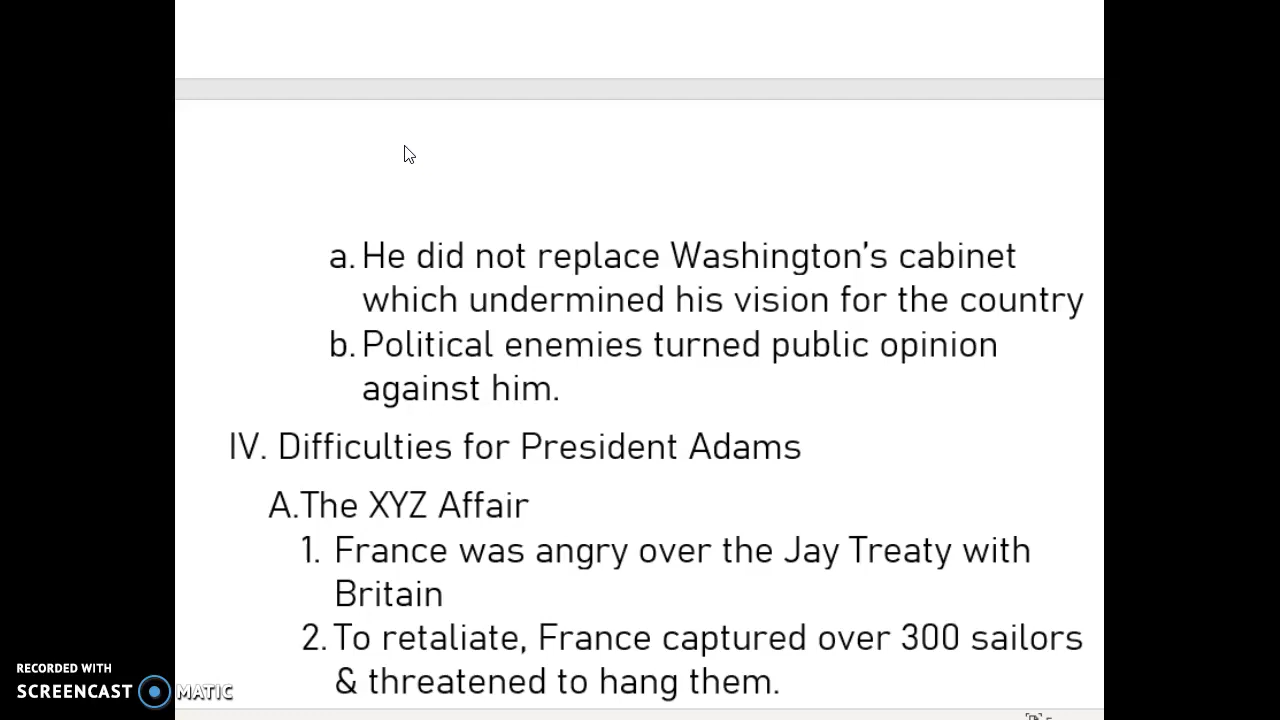 a. He did not replace Washington's cabinet
which undermined his vision for the country
b. Political enemies turned public opinion
against him.
IV. Difficulties for President Adams
A.The XYZ Affair
1. France was angry over the Jay Treaty with
Britain
2. To retaliate, France captured over 300 sailors
& threatened to hang them.
RECORDED WITH
SCREENCAST MATIC